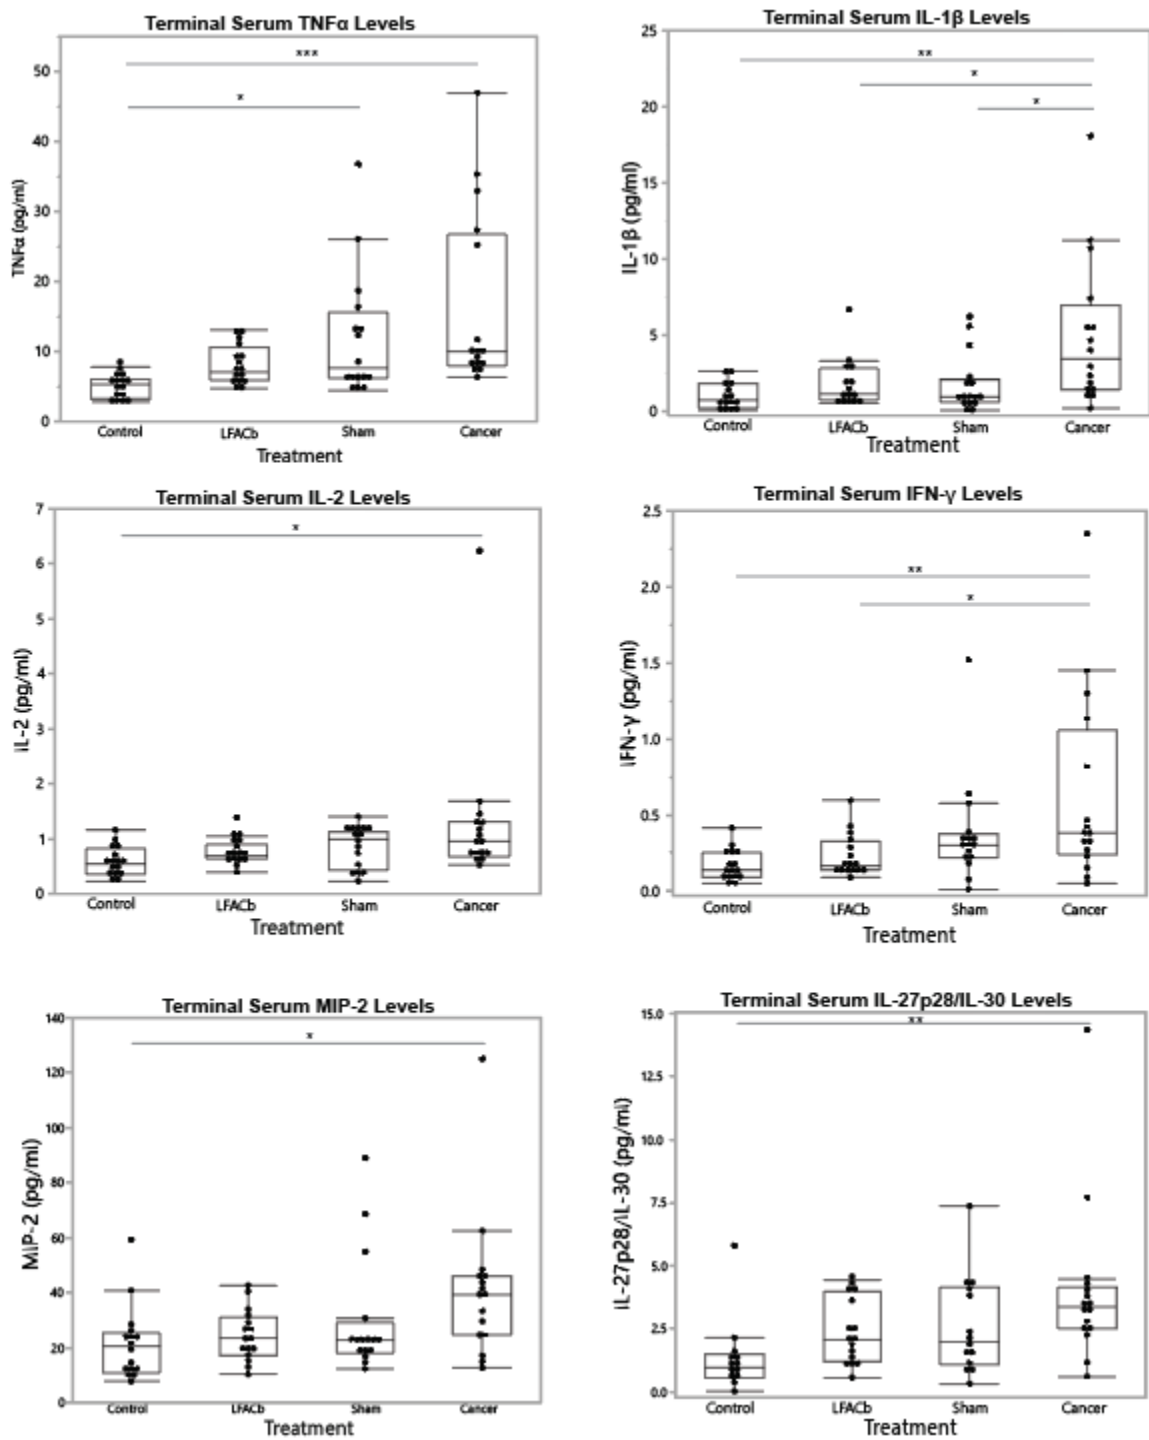 Terminal Serum TNFα Levels
TNFα (pg/ml)
50
40
30
20
10
0
***
*
Control LFACb Sham Cancer
Treatment
Terminal Serum IL-1β Levels
IL-1β (pg/ml)
25
20
15
10
5
0
**
*
*
Control LFACb Sham Cancer
Treatment
Terminal Serum IL-2 Levels
IL-2 (pg/ml)
7
6
5
4
3
2
1
0
*
Control LFACb Sham Cancer
Treatment
Terminal Serum IFN-γ Levels
IFN-γ (pg/ml)
2.5
2.0
1.5
1.0
0.5
0.0
**
*
Control LFACb Sham Cancer
Treatment
Terminal Serum MIP-2 Levels
MIP-2 (pg/ml)
140
120
100
80
60
40
20
0
*
Control LFACb Sham Cancer
Treatment
Terminal Serum IL-27p28/IL-30 Levels
IL-27p28/IL-30 (pg/ml)
15.0
12.5
10.0
7.5
5.0
2.5
0.0
**
Control LFACb Sham Cancer
Treatment